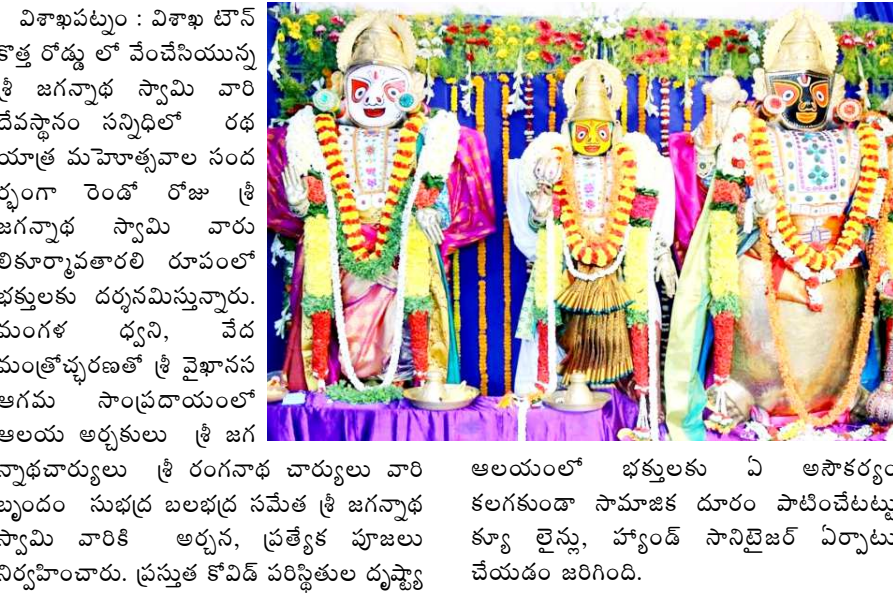 విశాఖపట్నం : విశాఖ టౌన్
కొత్త రోడ్డు లో వేంచేసియున్న
శ్రీ జగన్నాథ స్వామి వారి
దేవస్థానం సన్నిధిలో రథ
యాత్ర మహెూత్సవాల సంద
ర్భంగా రెండో రోజు శ్రీ
జగన్నాథ స్వామి వారు
లికూర్మావతారలి రూపంలో
భక్తులకు దర్శనమిస్తున్నారు.
మంగళ ధ్వని, వేద
మంత్రోచ్ఛరణతో శ్రీ వైఖానస
ఆగమ సాంప్రదాయంలో
ఆలయ అర్చకులు శ్రీ జగ
న్నాథచార్యులు శ్రీ రంగనాథ చార్యులు వారి
బృందం సుభద్ర బలభద్ర సమేత శ్రీ జగన్నాథ
స్వామి వారికి అర్చన, ప్రత్యేక పూజలు
నిర్వహించారు. ప్రస్తుత కోవిడ్ పరిస్థితుల దృష్ట్యా
ఆలయంలో భక్తులకు ఏ అసౌకర్యం
కలగకుండా సామాజిక దూరం పాటించేటట్టు
క్యూ లైన్లు, హ్యాండ్ సానిటైజర్ ఏర్పాటు
చేయడం జరిగింది.